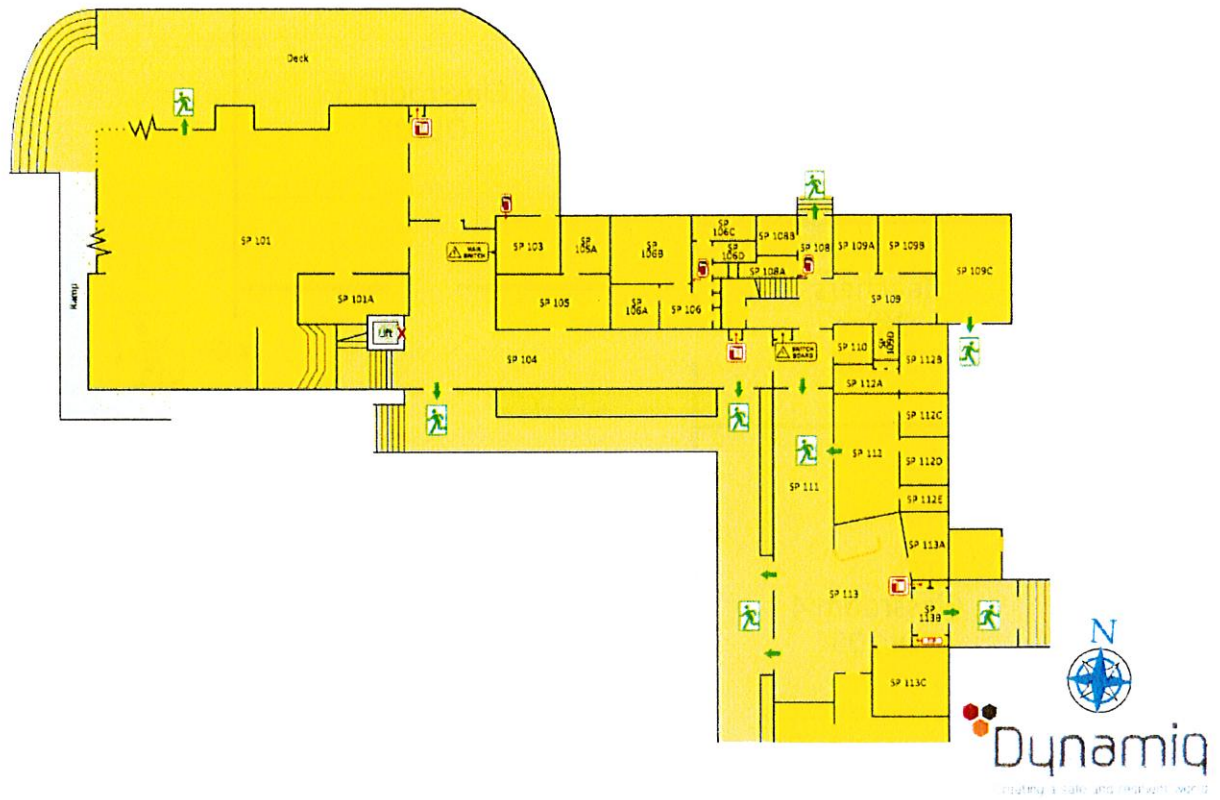 Deck
SP 101
Ramp
SP 101A
Lift
MAIN
SWITCH
SP 103
SP
105A
SP 105
SP
106B
SP
106A
SP 106
SP
106C
SP
106D
SP 108B
SP 108A
SP
108
SP 109A
SP 109B
SP 109C
SP 109
SP 104
SWITCH
BOARD
SP 110
SP
109D
SP 112B
SP 112A
SP 112C
SP 112
SP 112D
SP 112E
SP 111
SP 113A
SP 113
SP
113B
SP 113C
N
Dynamiq